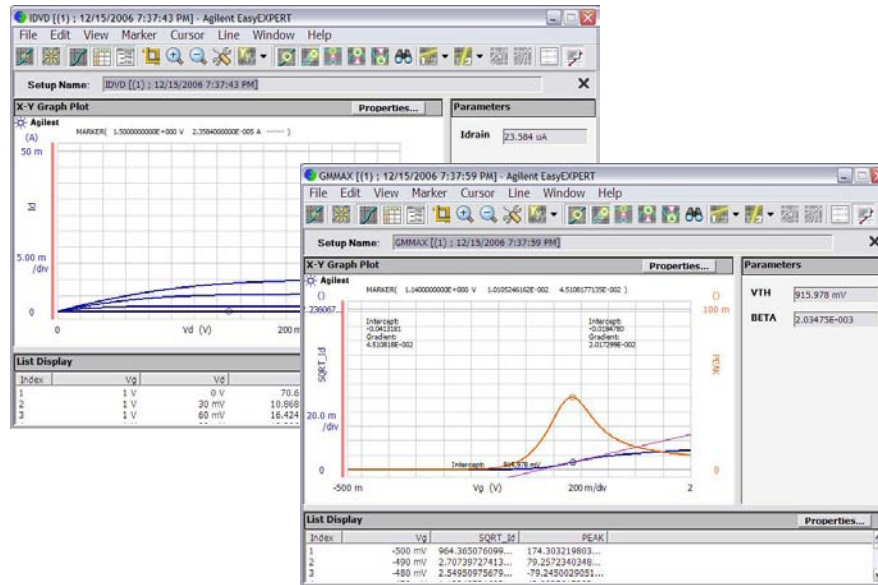 IDVD [(1) ; 12/15/2006 7:37:43 PM] - Agilent EasyEXPERT
File Edit View Marker Cursor Line Window Help
Setup Name: IDVD [(1) ; 12/15/2006 7:37:43 PM]
X-Y Graph Plot Properties... Parameters
Agilent
MARKER( 1.5000000000E+000 V 2.3584000000E-005 A ------ )
Idrain 23.584 uA
(A)
50 m
Id
5.00 m
/div
0
0 Vd (V) 200 m
List Display
Index Vg Vd
1 1 V 0 V 70.6
2 1 V 30 mV 10.868
3 1 V 60 mV 16.424
GMMAX [(1) ; 12/15/2006 7:37:59 PM] - Agilent EasyEXPERT
File Edit View Marker Cursor Line Window Help
Setup Name: GMMAX [(1) ; 12/15/2006 7:37:59 PM]
X-Y Graph Plot Properties... Parameters
Agilent
MARKER( 1.1400000000E+000 V 1.0105246162E-002 4.5108177135E-002 )
VTH 915.978 mV
BETA 2.03475E-003
() ()
236067... 100 m
Intercept: Intercept:
-0.0413181 -0.0184780
Gradient: Gradient:
4.510818E-002 2.017299E-002
SQRT_Id PEAK
20.0 m
/div
0 0
Intercept: 915.978 mV
-500 m Vg (V) 200 m/div 2
List Display Properties...
Index Vg SQRT_Id PEAK
1 -500 mV 964.365076099... 174.303219803...
2 -490 mV 2.70739727413... 79.2572340348...
3 -480 mV 2.54950975679... -79.2450029051...